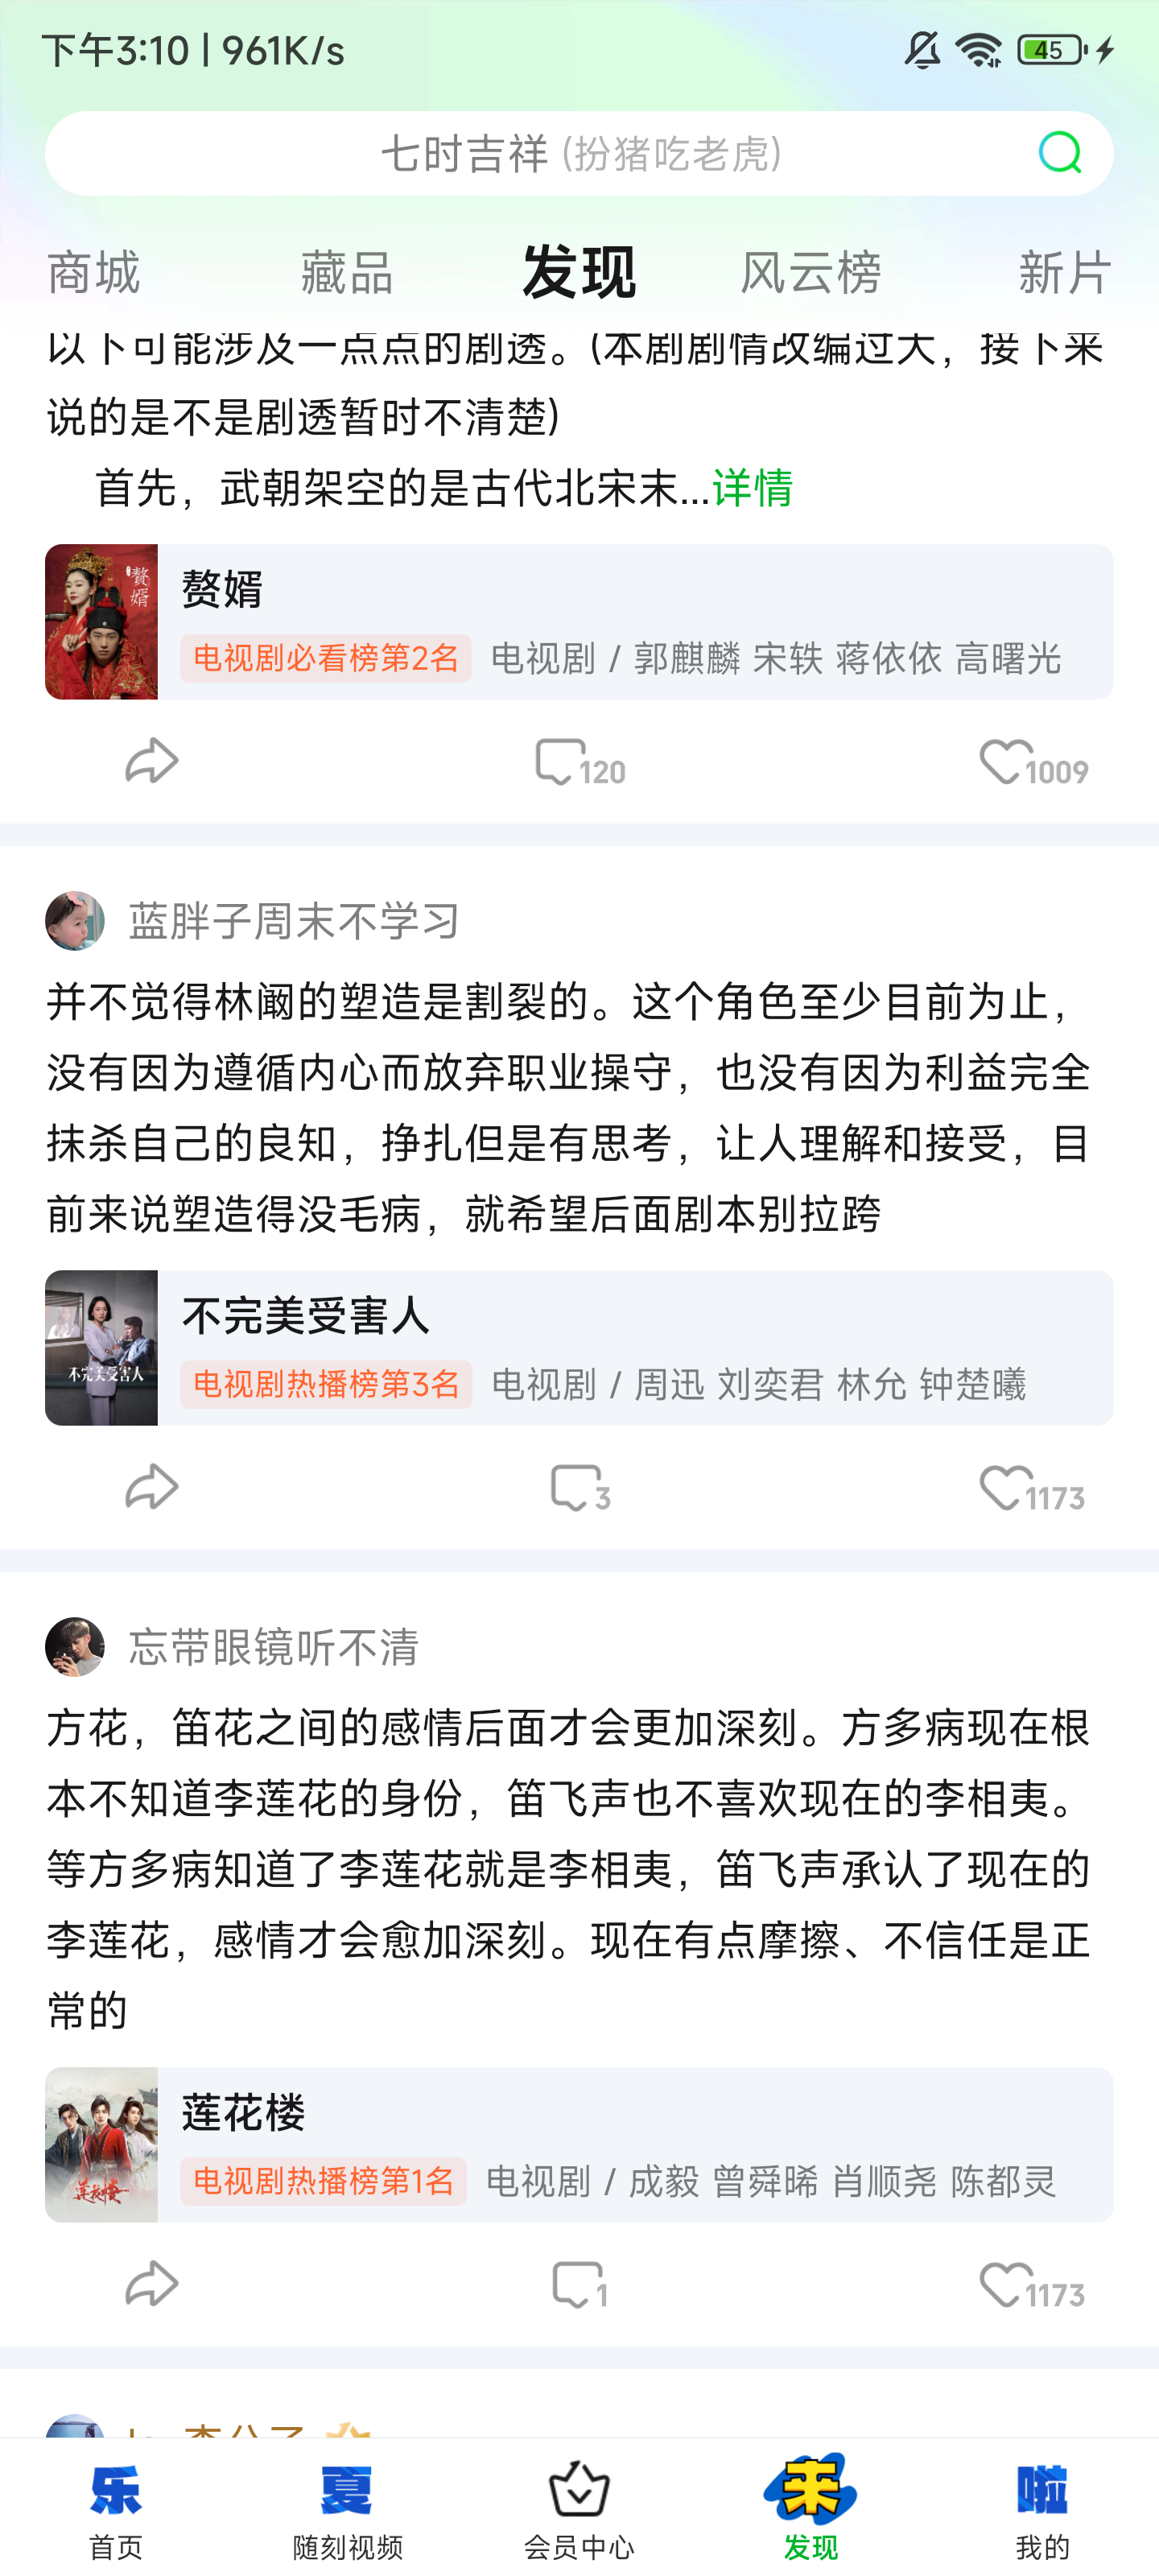 下午3:10 | 961K/s
45
七时吉祥 (扮猪吃老虎)
商城 藏品 发现 风云榜 新片
以下可能涉及一点点的剧透。(本剧剧情改编过大，接下来
说的是不是剧透暂时不清楚)
首先，武朝架空的是古代北宋末...详情
赘婿
赘婿
电视剧必看榜第2名 电视剧 / 郭麒麟 宋轶 蒋依依 高曙光
120 1009
蓝胖子周末不学习
并不觉得林阚的塑造是割裂的。这个角色至少目前为止，
没有因为遵循内心而放弃职业操守，也没有因为利益完全
抹杀自己的良知，挣扎但是有思考，让人理解和接受，目
前来说塑造得没毛病，就希望后面剧本别拉跨
不完美受害人
不完美受害人
电视剧热播榜第3名 电视剧 / 周迅 刘奕君 林允 钟楚曦
3 1173
忘带眼镜听不清
方花，笛花之间的感情后面才会更加深刻。方多病现在根
本不知道李莲花的身份，笛飞声也不喜欢现在的李相夷。
等方多病知道了李莲花就是李相夷，笛飞声承认了现在的
李莲花，感情才会愈加深刻。现在有点摩擦、不信任是正
常的
莲花楼
莲花楼
电视剧热播榜第1名 电视剧 / 成毅 曾舜晞 肖顺尧 陈都灵
1 1173
乐 夏 来 啦
首页 随刻视频 会员中心 发现 我的